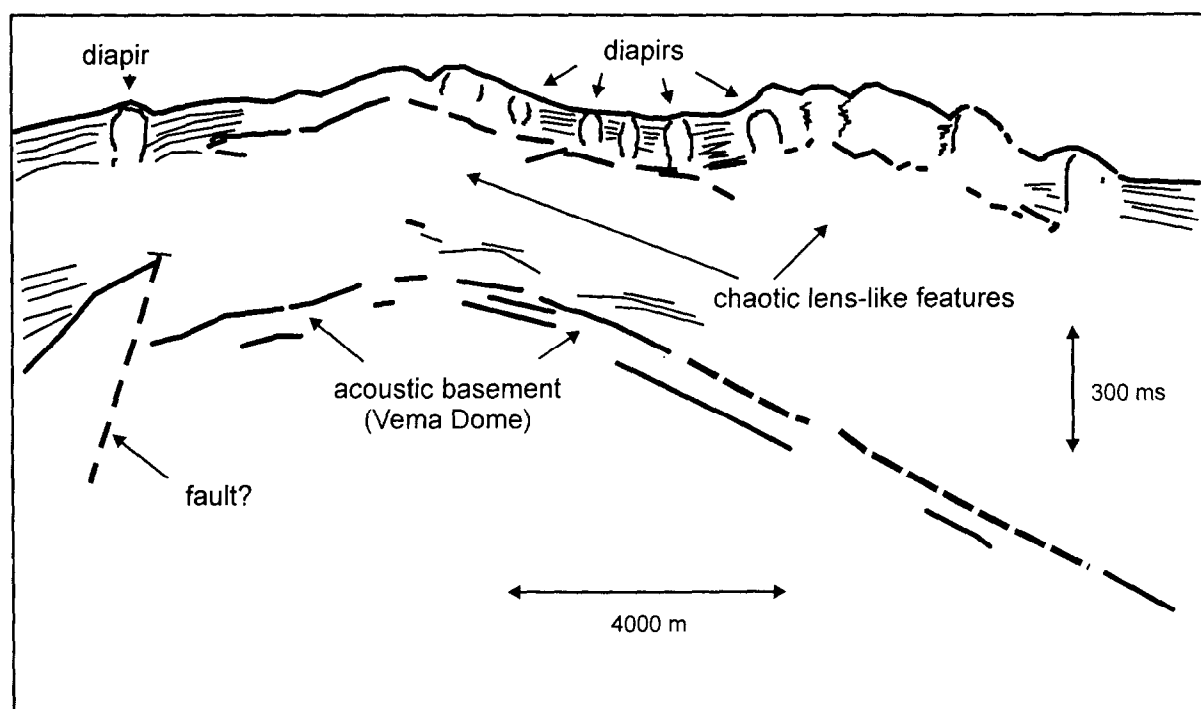 diapir
diapirs
chaotic lens-like features
acoustic basement
(Vema Dome)
300 ms
fault?
4000 m